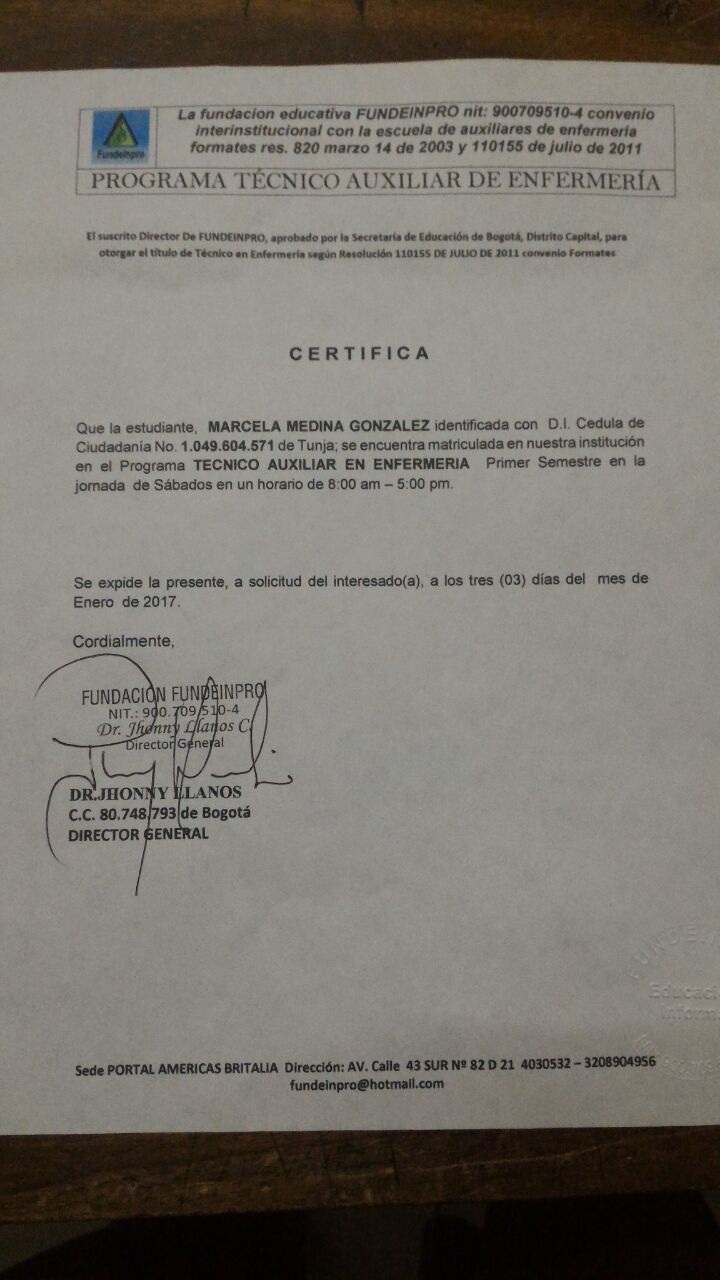 Fundeinpro
La fundacion educativa FUNDEINPRO nit: 900709510-4 convenio
interinstitucional con la escuela de auxiliares de enfermeria
formates res. 820 marzo 14 de 2003 y 110155 de julio de 2011
PROGRAMA TÉCNICO AUXILIAR DE ENFERMERÍA
El suscrito Director De FUNDEINPRO, aprobado por la Secretaría de Educación de Bogotá, Distrito Capital, para
otorgar el título de Técnico en Enfermería según Resolución 110155 DE JULIO DE 2011 convenio Formates
CERTIFICA
Que la estudiante, MARCELA MEDINA GONZALEZ identificada con D.I. Cedula de
Ciudadanía No. 1.049.604.571 de Tunja; se encuentra matriculada en nuestra institución
en el Programa TECNICO AUXILIAR EN ENFERMERIA Primer Semestre en la
jornada de Sábados en un horario de 8:00 am – 5:00 pm.
Se expide la presente, a solicitud del interesado(a), a los tres (03) días del mes de
Enero de 2017.
Cordialmente,
FUNDACIÓN FUNDEINPRO
NIT.: 900.709.510-4
Dr. Jhonny Llanos C.
Director General
DR.JHONNY LLANOS
C.C. 80.748.793 de Bogotá
DIRECTOR GENERAL
Sede PORTAL AMERICAS BRITALIA Dirección: AV. Calle 43 SUR Nº 82 D 21 4030532 – 3208904956
fundeinpro@hotmail.com